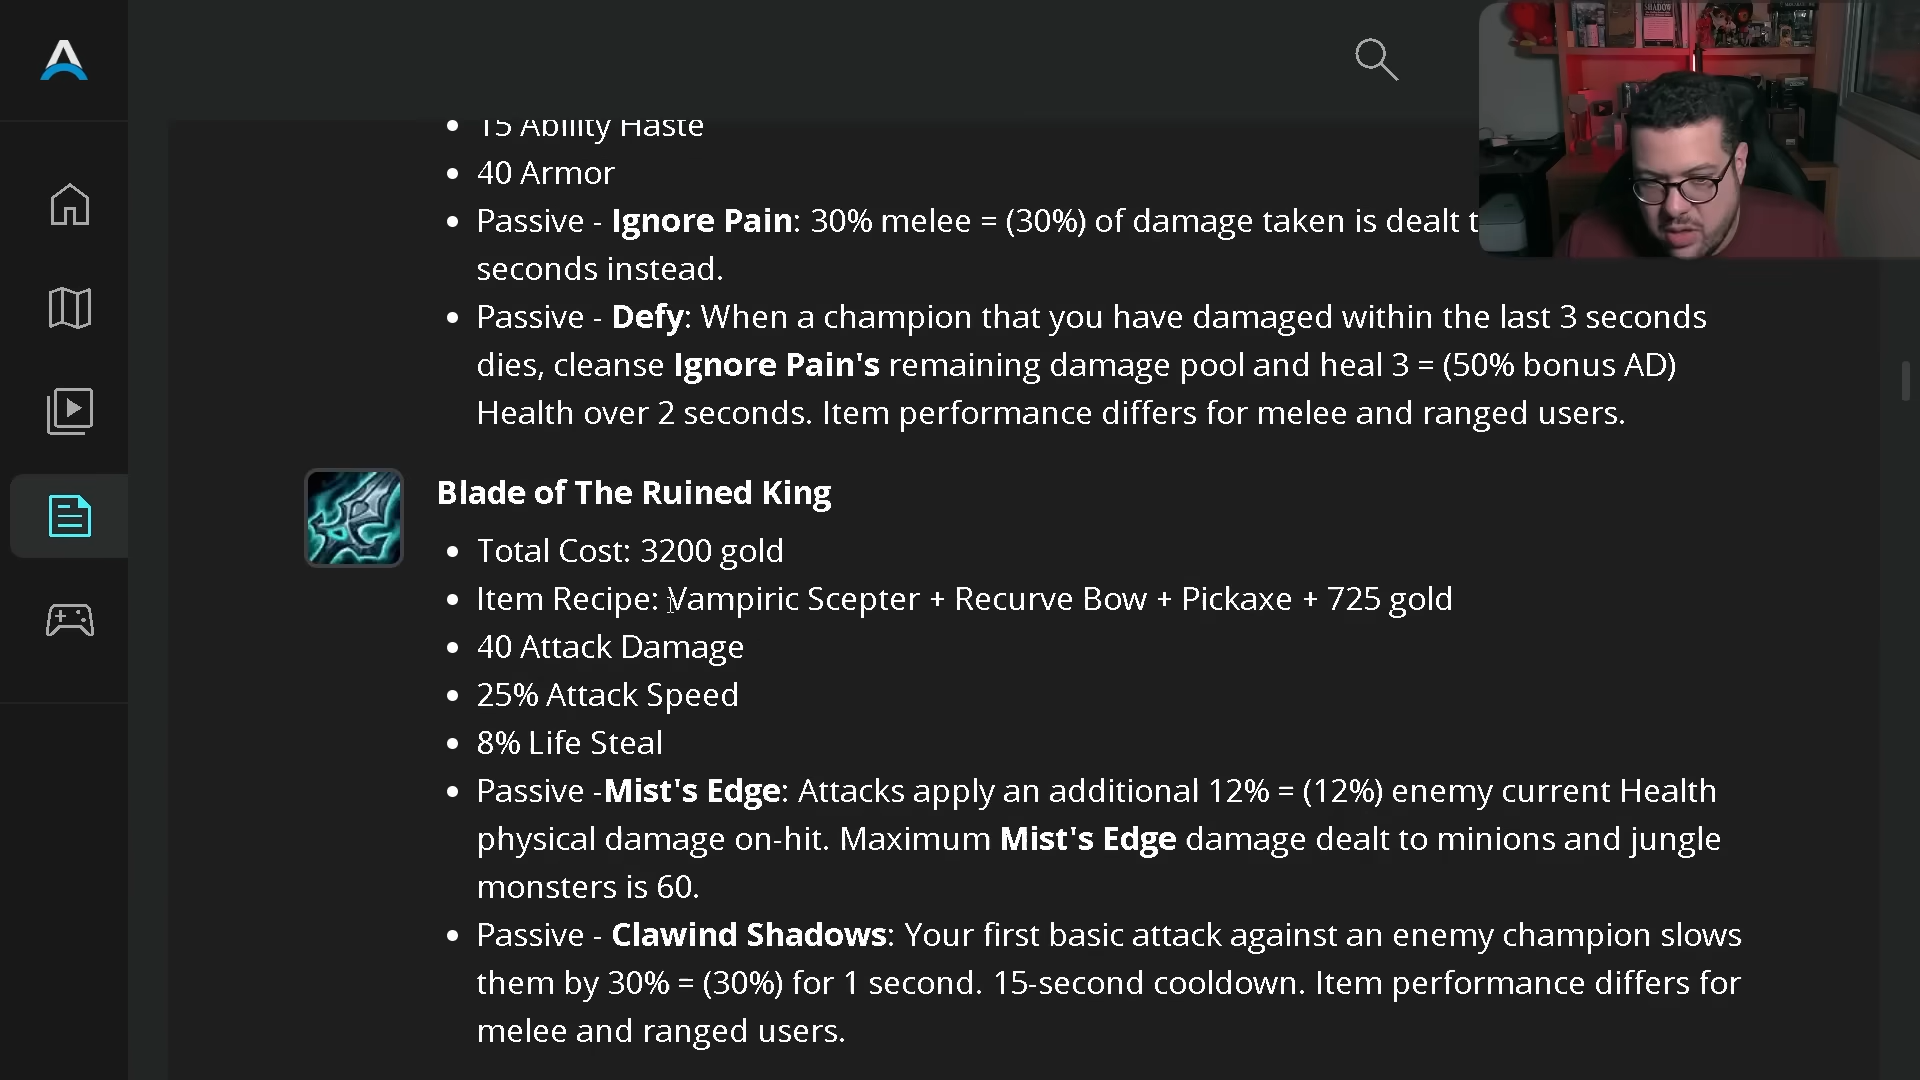 15 Ability Haste
40 Armor
Passive - Ignore Pain: 30% melee = (30%) of damage taken is dealt t
seconds instead.
Passive - Defy: When a champion that you have damaged within the last 3 seconds
dies, cleanse Ignore Pain's remaining damage pool and heal 3 = (50% bonus AD)
Health over 2 seconds. Item performance differs for melee and ranged users.
Blade of The Ruined King
Total Cost: 3200 gold
Item Recipe: Vampiric Scepter + Recurve Bow + Pickaxe + 725 gold
40 Attack Damage
25% Attack Speed
8% Life Steal
Passive -Mist's Edge: Attacks apply an additional 12% = (12%) enemy current Health
physical damage on-hit. Maximum Mist's Edge damage dealt to minions and jungle
monsters is 60.
Passive - Clawind Shadows: Your first basic attack against an enemy champion slows
them by 30% = (30%) for 1 second. 15-second cooldown. Item performance differs for
melee and ranged users.